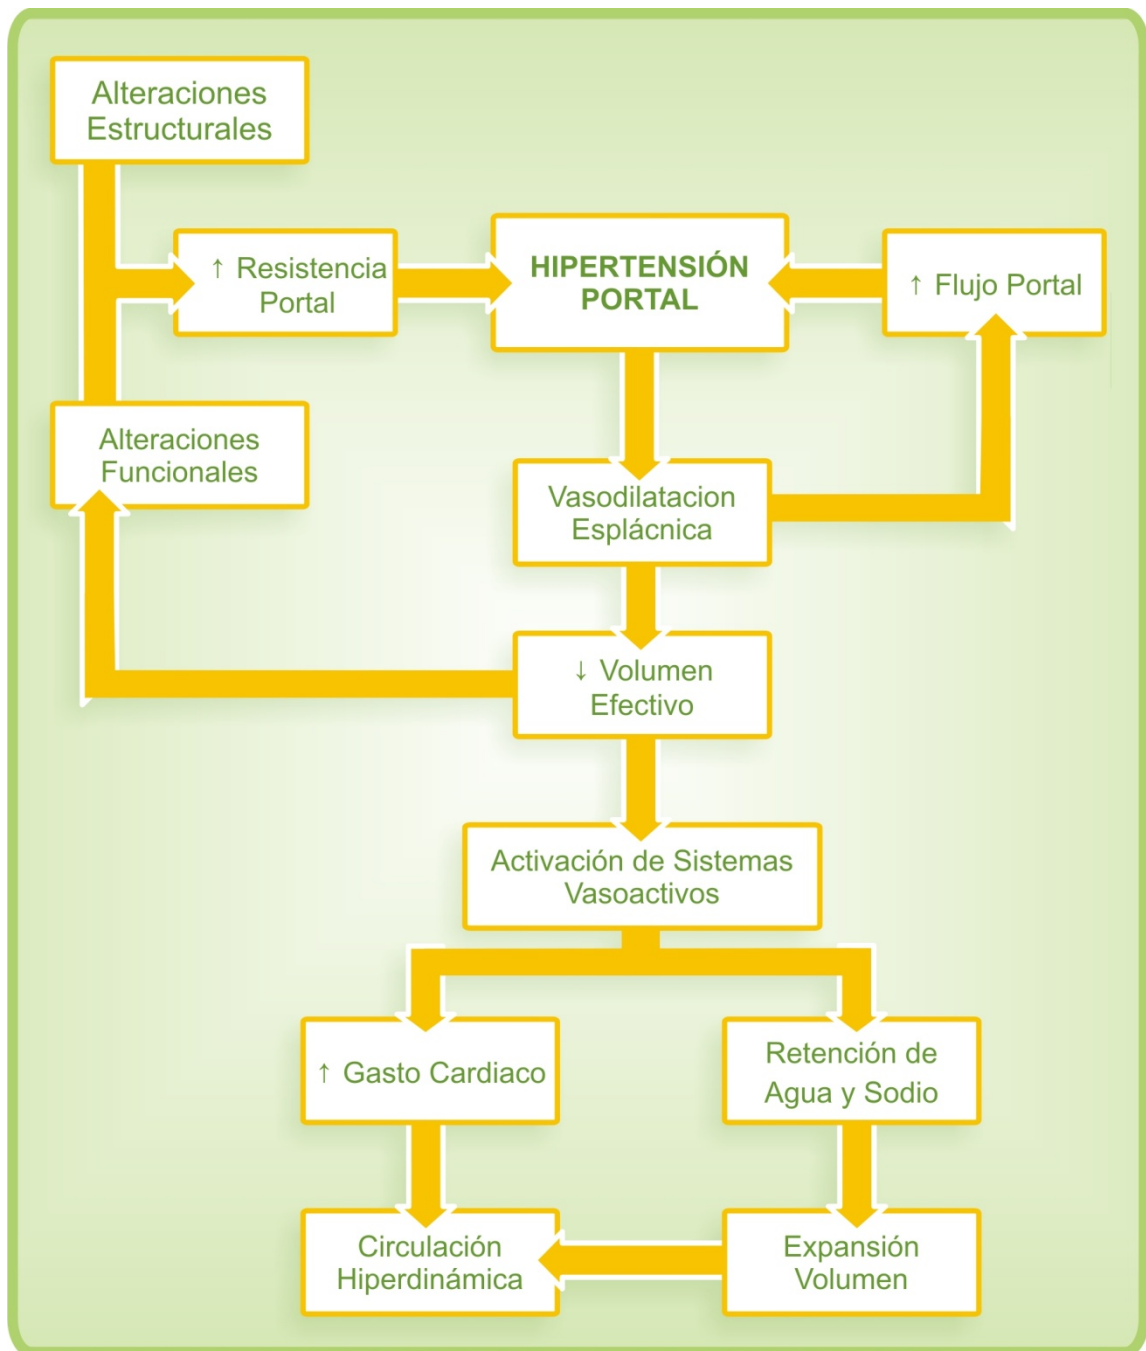 Alteraciones
Estructurales
↑ Resistencia
Portal
HIPERTENSIÓN
PORTAL
↑ Flujo Portal
Alteraciones
Funcionales
Vasodilatacion
Esplácnica
↓ Volumen
Efectivo
Activación de Sistemas
Vasoactivos
↑ Gasto Cardiaco
Retención de
Agua y Sodio
Circulación
Hiperdinámica
Expansión
Volumen